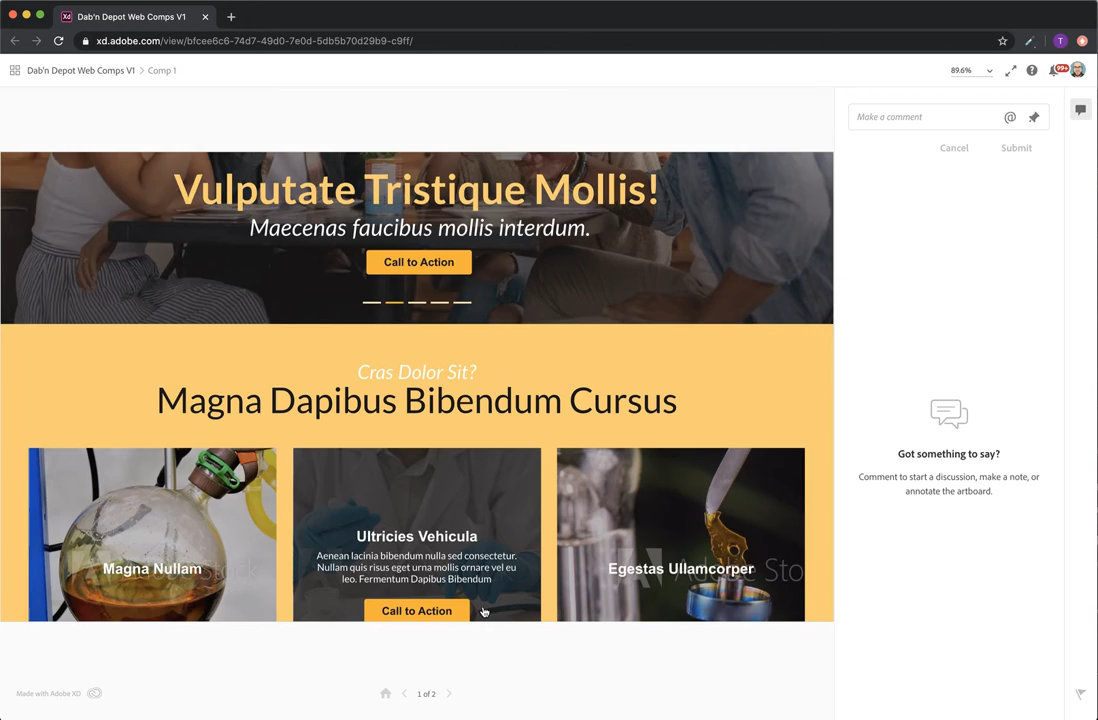 Dab'n Depot Web Comps V1
xd.adobe.com/view/bfcee6c6-74d7-49d0-7e0d-5db5b70d29b9-c9ff/
T
Dab'n Depot Web Comps V1 > Comp 1
89.6%
99+
Make a comment
Cancel
Submit
Vulputate Tristique Mollis!
Maecenas faucibus mollis interdum.
Call to Action
Cras Dolor Sit?
Magna Dapibus Bibendum Cursus
Magna Nullam
Ultricies Vehicula
Aenean lacinia bibendum nulla sed consectetur.
Nullam quis risus eget urna mollis ornare vel eu
leo. Fermentum Dapibus Bibendum
Call to Action
Egestas Ullamcorper
Adobe Sto
Got something to say?
Comment to start a discussion, make a note, or
annotate the artboard.
Made with Adobe XD
1 of 2